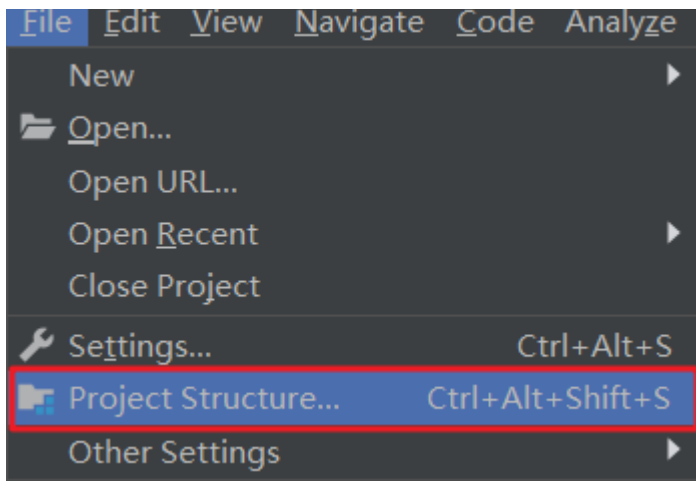 File Edit View Navigate Code Analyze
New
Open...
Open URL...
Open Recent
Close Project
Settings... Ctrl+Alt+S
Project Structure... Ctrl+Alt+Shift+S
Other Settings